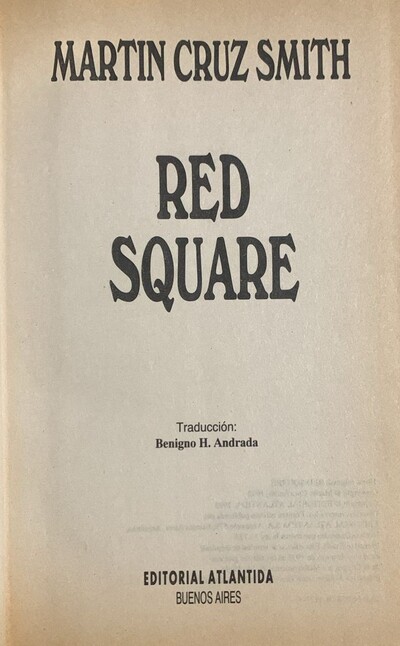 MARTIN CRUZ SMITH
RED
SQUARE
Traducción:
Benigno H. Andrada
EDITORIAL ATLANTIDA
BUENOS AIRES